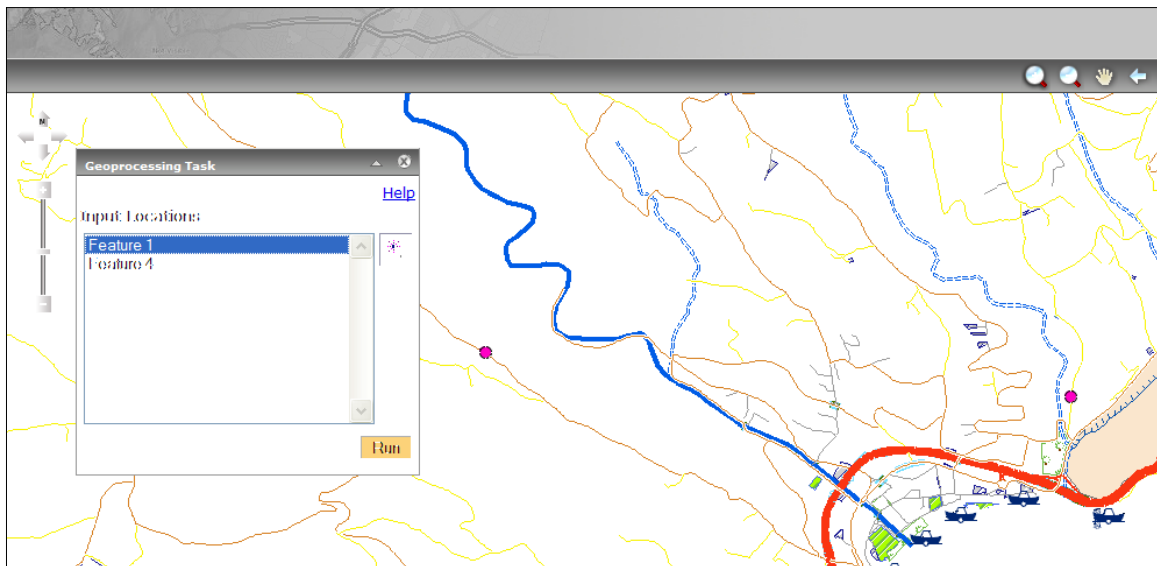 N
Geoprocessing Task
Help
Input Locations
Feature 1
Feature 4
Run